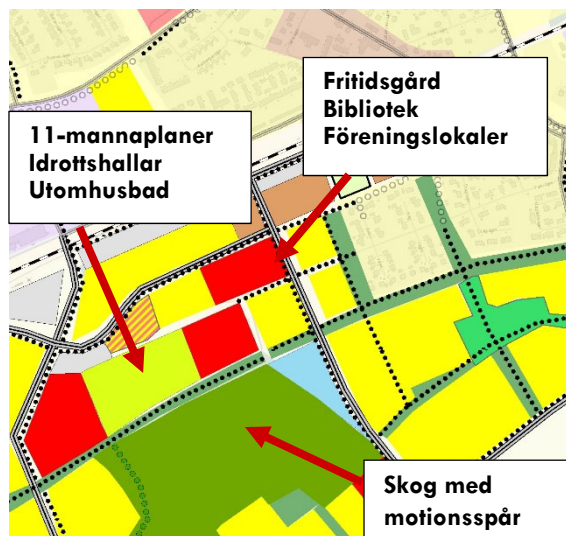 Fritidsgård
Bibliotek
Föreningslokaler
11-mannaplaner
Idrottshallar
Utomhusbad
Skog med
motionsspår